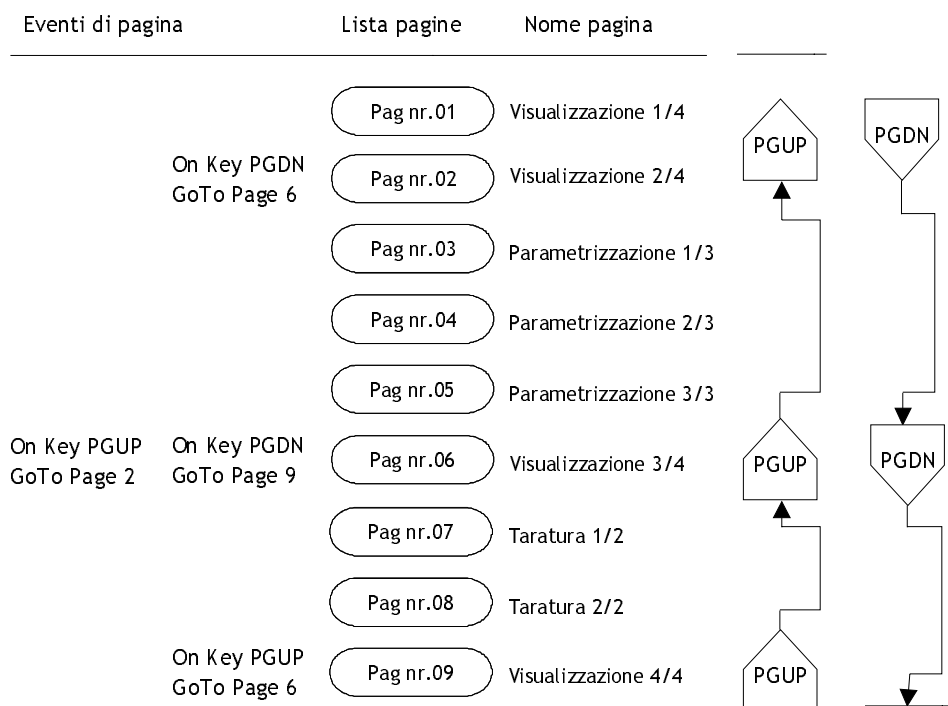 Eventi di pagina Lista pagine Nome pagina
Pag nr.01 Visualizzazione 1/4
PGUP PGDN
On Key PGDN
GoTo Page 6
Pag nr.02 Visualizzazione 2/4
Pag nr.03 Parametrizzazione 1/3
Pag nr.04 Parametrizzazione 2/3
Pag nr.05 Parametrizzazione 3/3
On Key PGUP
GoTo Page 2
On Key PGDN
GoTo Page 9
Pag nr.06 Visualizzazione 3/4
PGUP PGDN
Pag nr.07 Taratura 1/2
Pag nr.08 Taratura 2/2
On Key PGUP
GoTo Page 6
Pag nr.09 Visualizzazione 4/4
PGUP